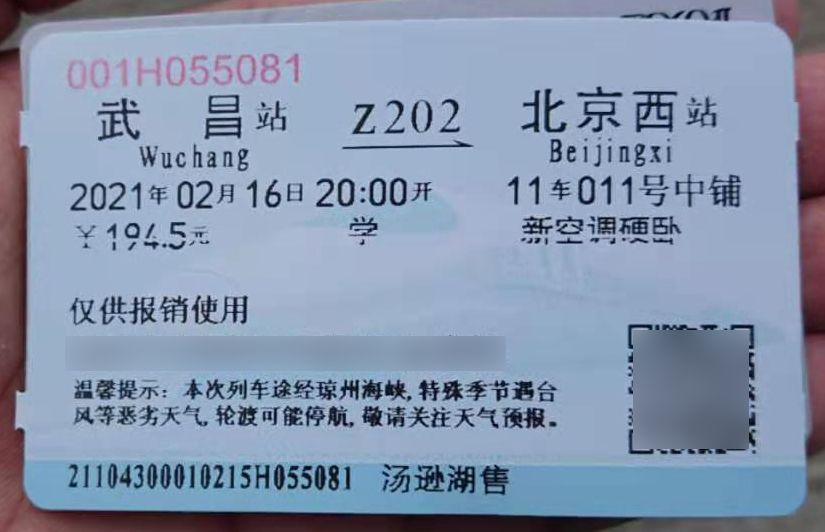 001H055081
武昌站 Z202 北京西站
Wuchang Beijingxi
2021年02月16日 20:00开 11车011号中铺
￥194.5元 学 新空调硬卧
仅供报销使用
温馨提示：本次列车途经琼州海峡,特殊季节遇台
风等恶劣天气,轮渡可能停航,敬请关注天气预报。
21104300010215H055081 汤逊湖售